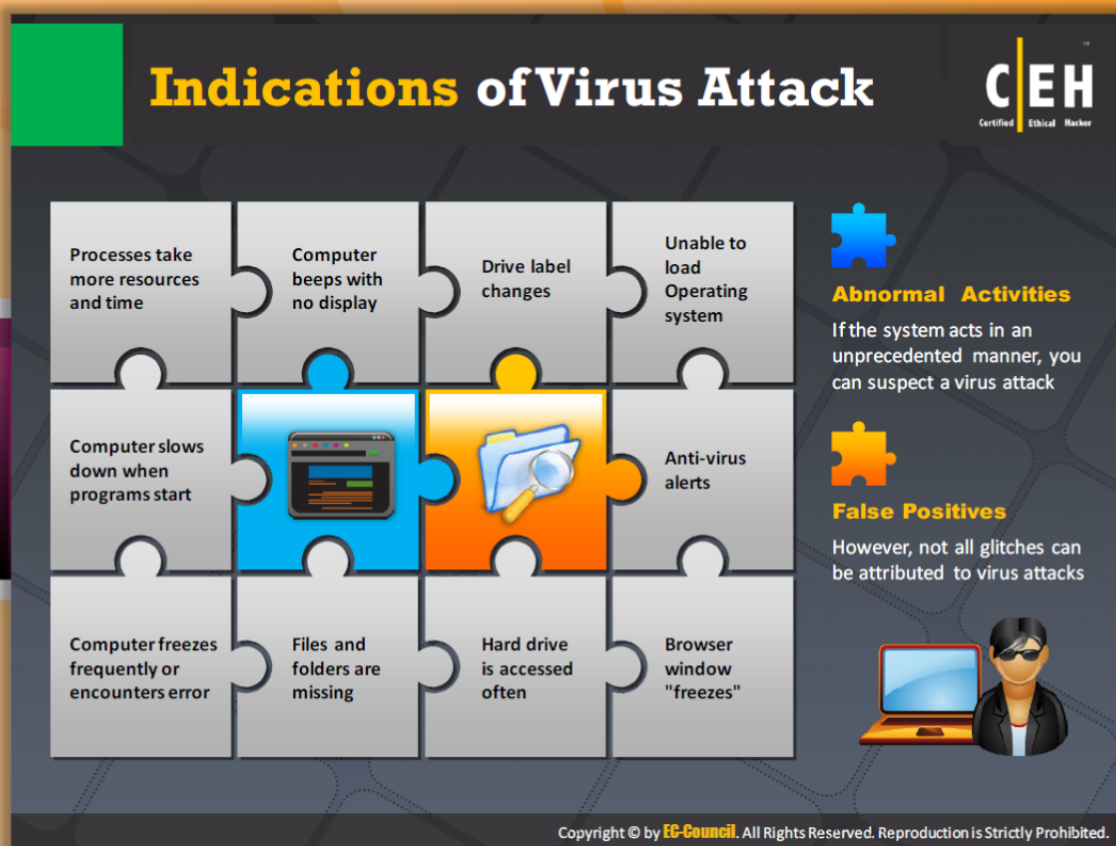 Indications of Virus Attack
C|EH
Certified Ethical Hacker
Processes take
more resources
and time
Computer
beeps with
no display
Drive label
changes
Unable to
load
Operating
system
Abnormal Activities
If the system acts in an
unprecedented manner, you
can suspect a virus attack
Computer slows
down when
programs start
Anti-virus
alerts
False Positives
However, not all glitches can
be attributed to virus attacks
Computer freezes
frequently or
encounters error
Files and
folders are
missing
Hard drive
is accessed
often
Browser
window
"freezes"
Copyright © by EC-Council. All Rights Reserved. Reproduction is Strictly Prohibited.